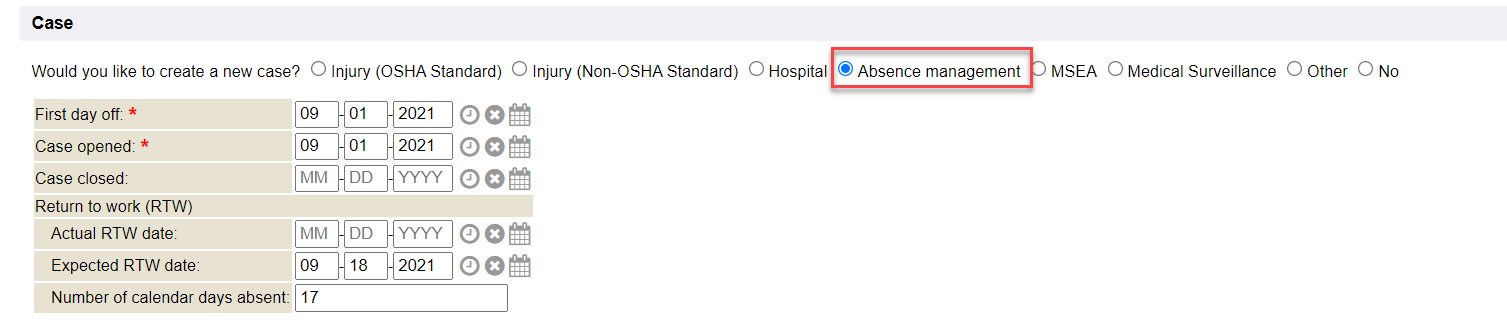 Case
Would you like to create a new case? Injury (OSHA Standard) Injury (Non-OSHA Standard) Hospital Absence management MSEA Medical Surveillance Other No
First day off: * 09-01-2021
Case opened: * 09-01-2021
Case closed: MM-DD-YYYY
Return to work (RTW)
Actual RTW date: MM-DD-YYYY
Expected RTW date: 09-18-2021
Number of calendar days absent: 17